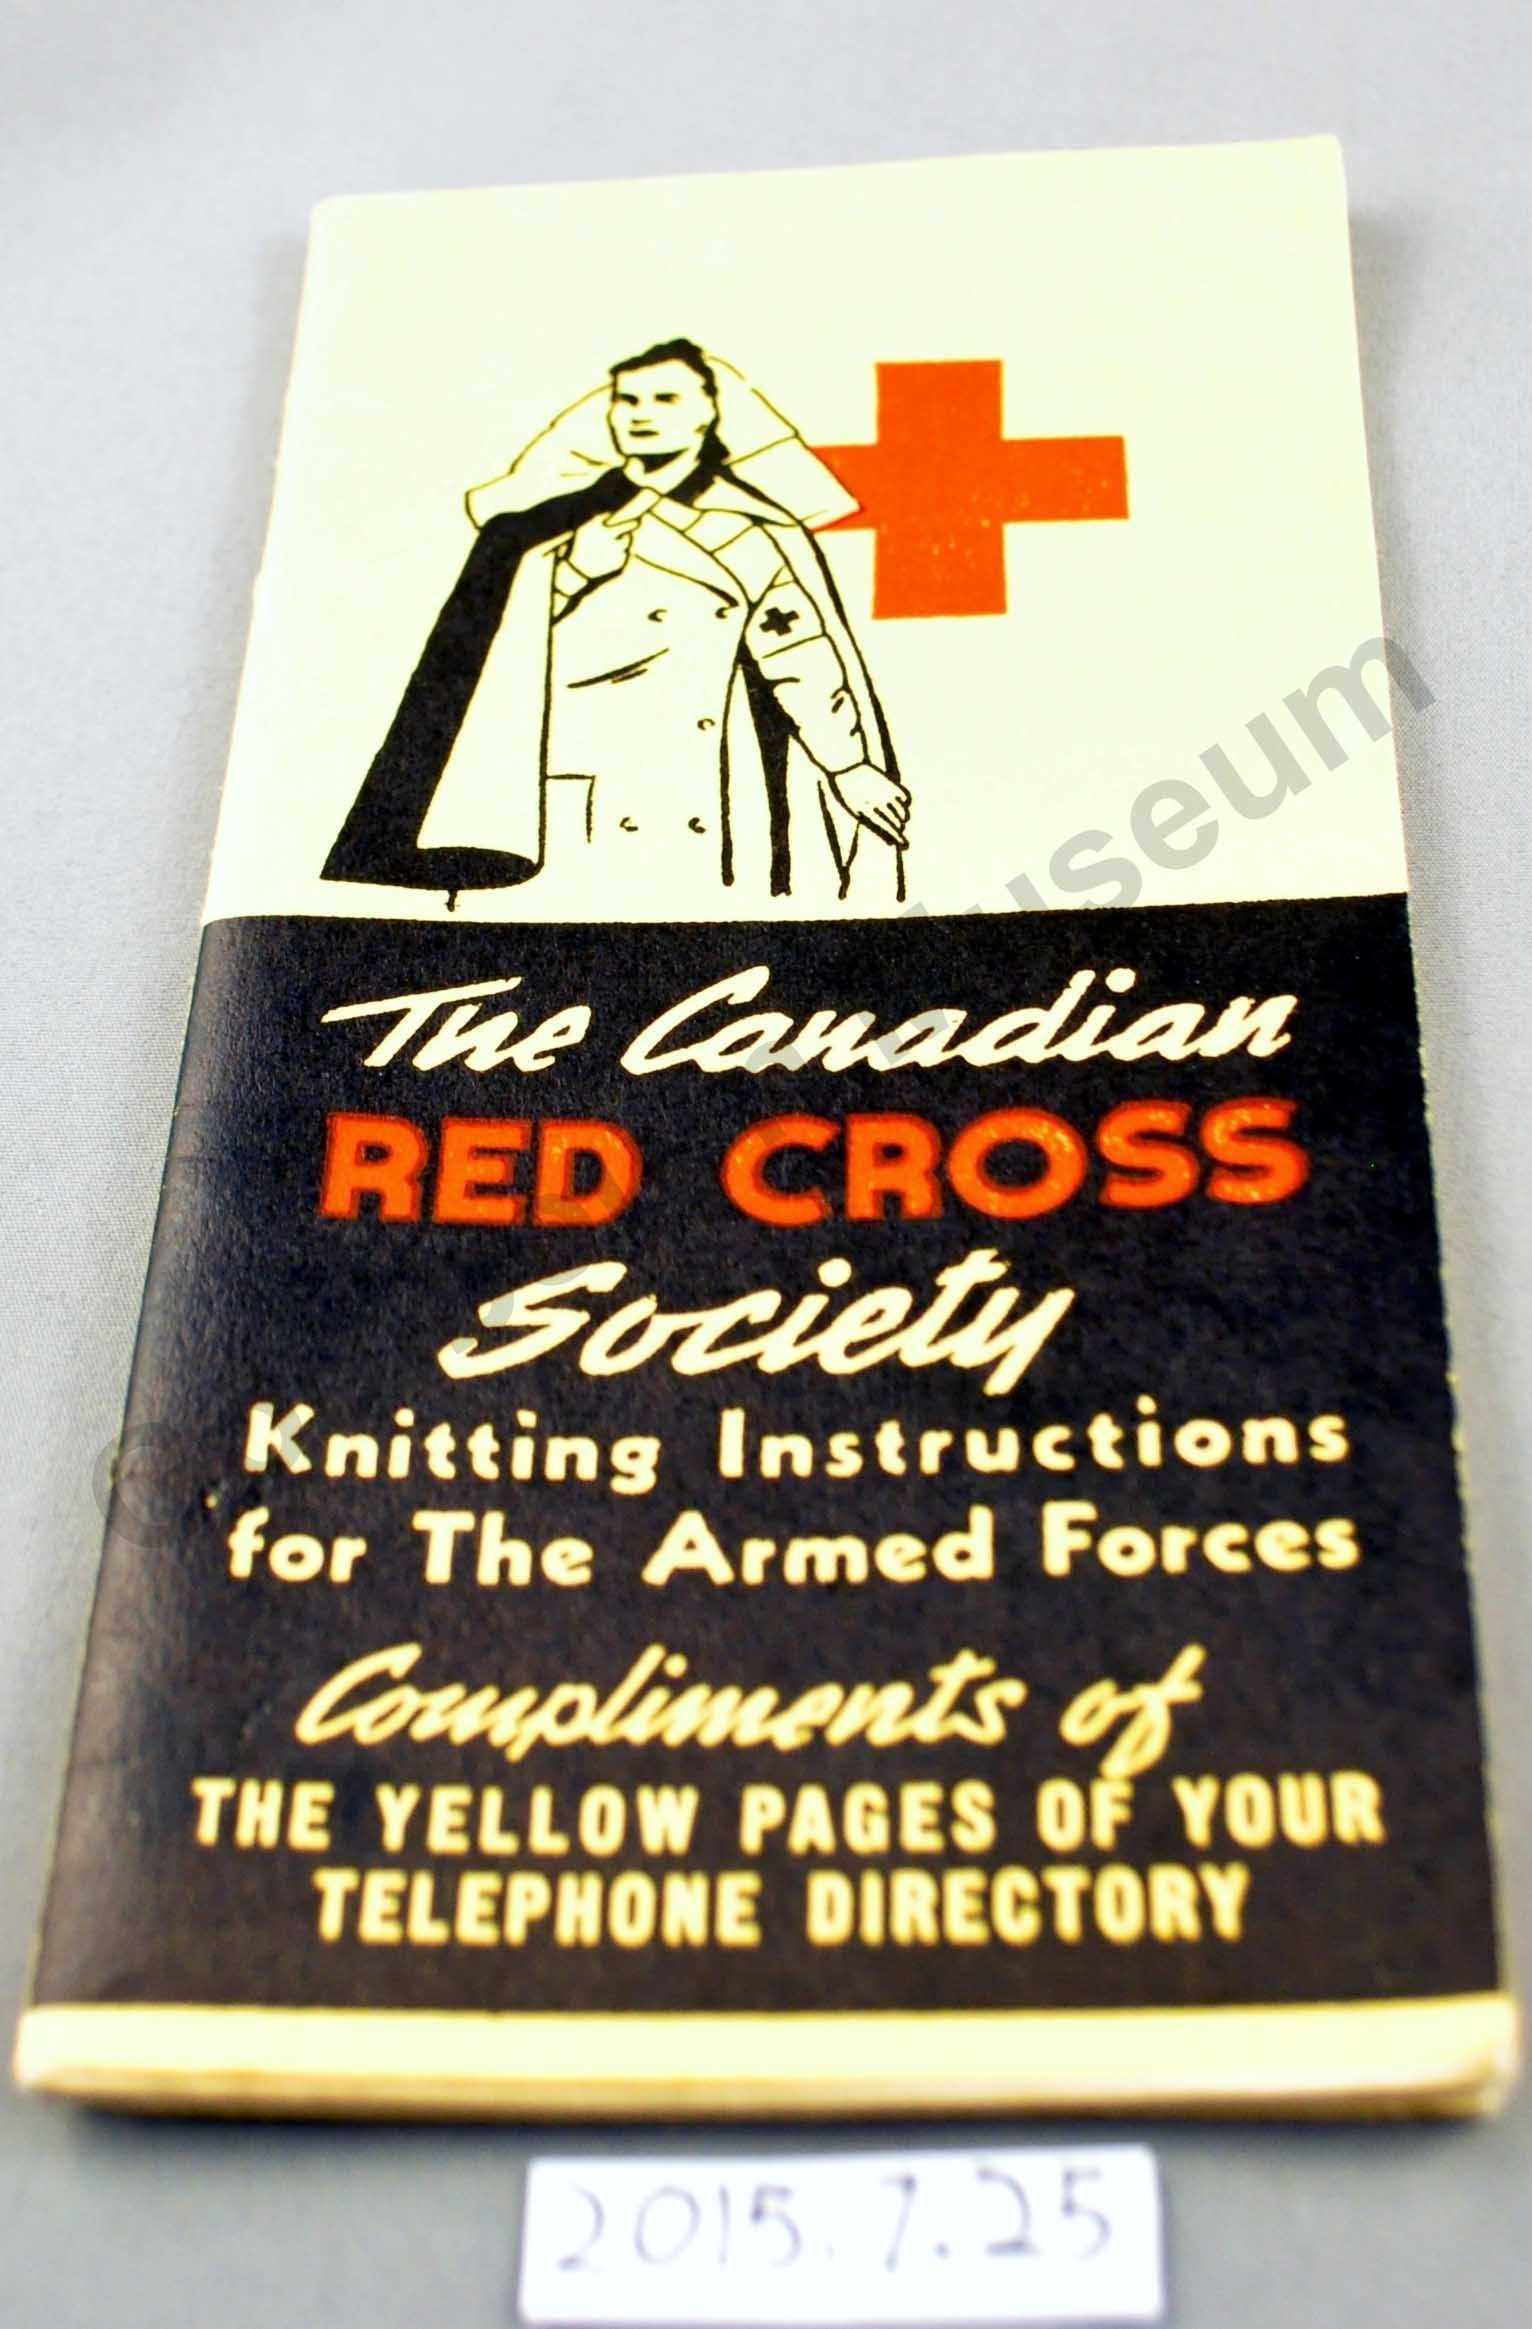 The Canadian
RED CROSS
Society
Knitting Instructions
for The Armed Forces
Compliments of
THE YELLOW PAGES OF YOUR
TELEPHONE DIRECTORY
2015.7.25
Museum